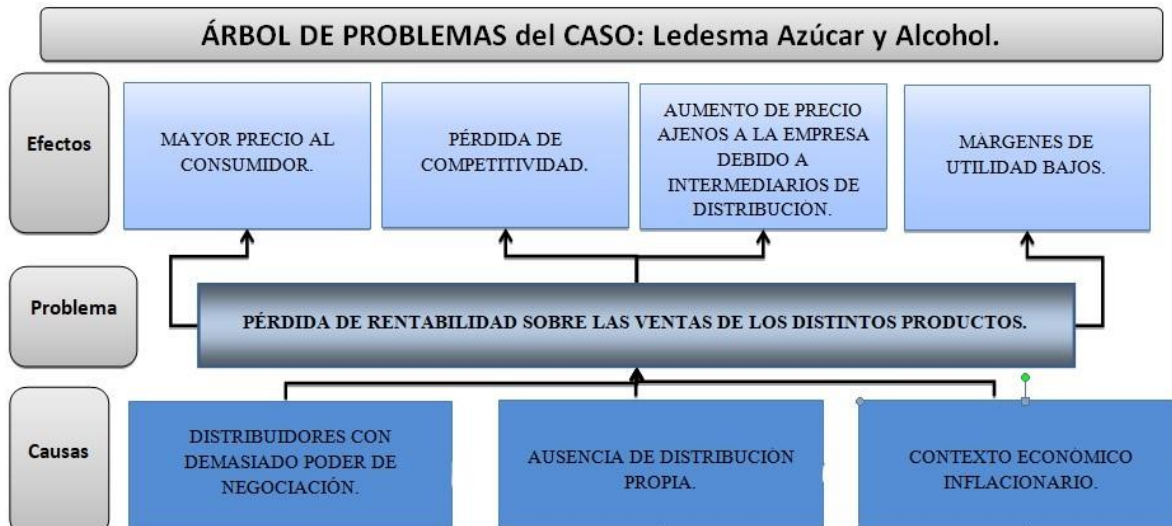 ÁRBOL DE PROBLEMAS del CASO: Ledesma Azúcar y Alcohol.
Efectos
MAYOR PRECIO AL
CONSUMIDOR.
PÉRDIDA DE
COMPETITIVIDAD.
AUMENTO DE PRECIO
AJENOS A LA EMPRESA
DEBIDO A
INTERMEDIARIOS DE
DISTRIBUCIÓN.
MÁRGENES DE
UTILIDAD BAJOS.
Problema
PÉRDIDA DE RENTABILIDAD SOBRE LAS VENTAS DE LOS DISTINTOS PRODUCTOS.
Causas
DISTRIBUIDORES CON
DEMASIADO PODER DE
NEGOCIACIÓN.
AUSENCIA DE DISTRIBUCIÓN
PROPIA.
CONTEXTO ECONÓMICO
INFLACIONARIO.